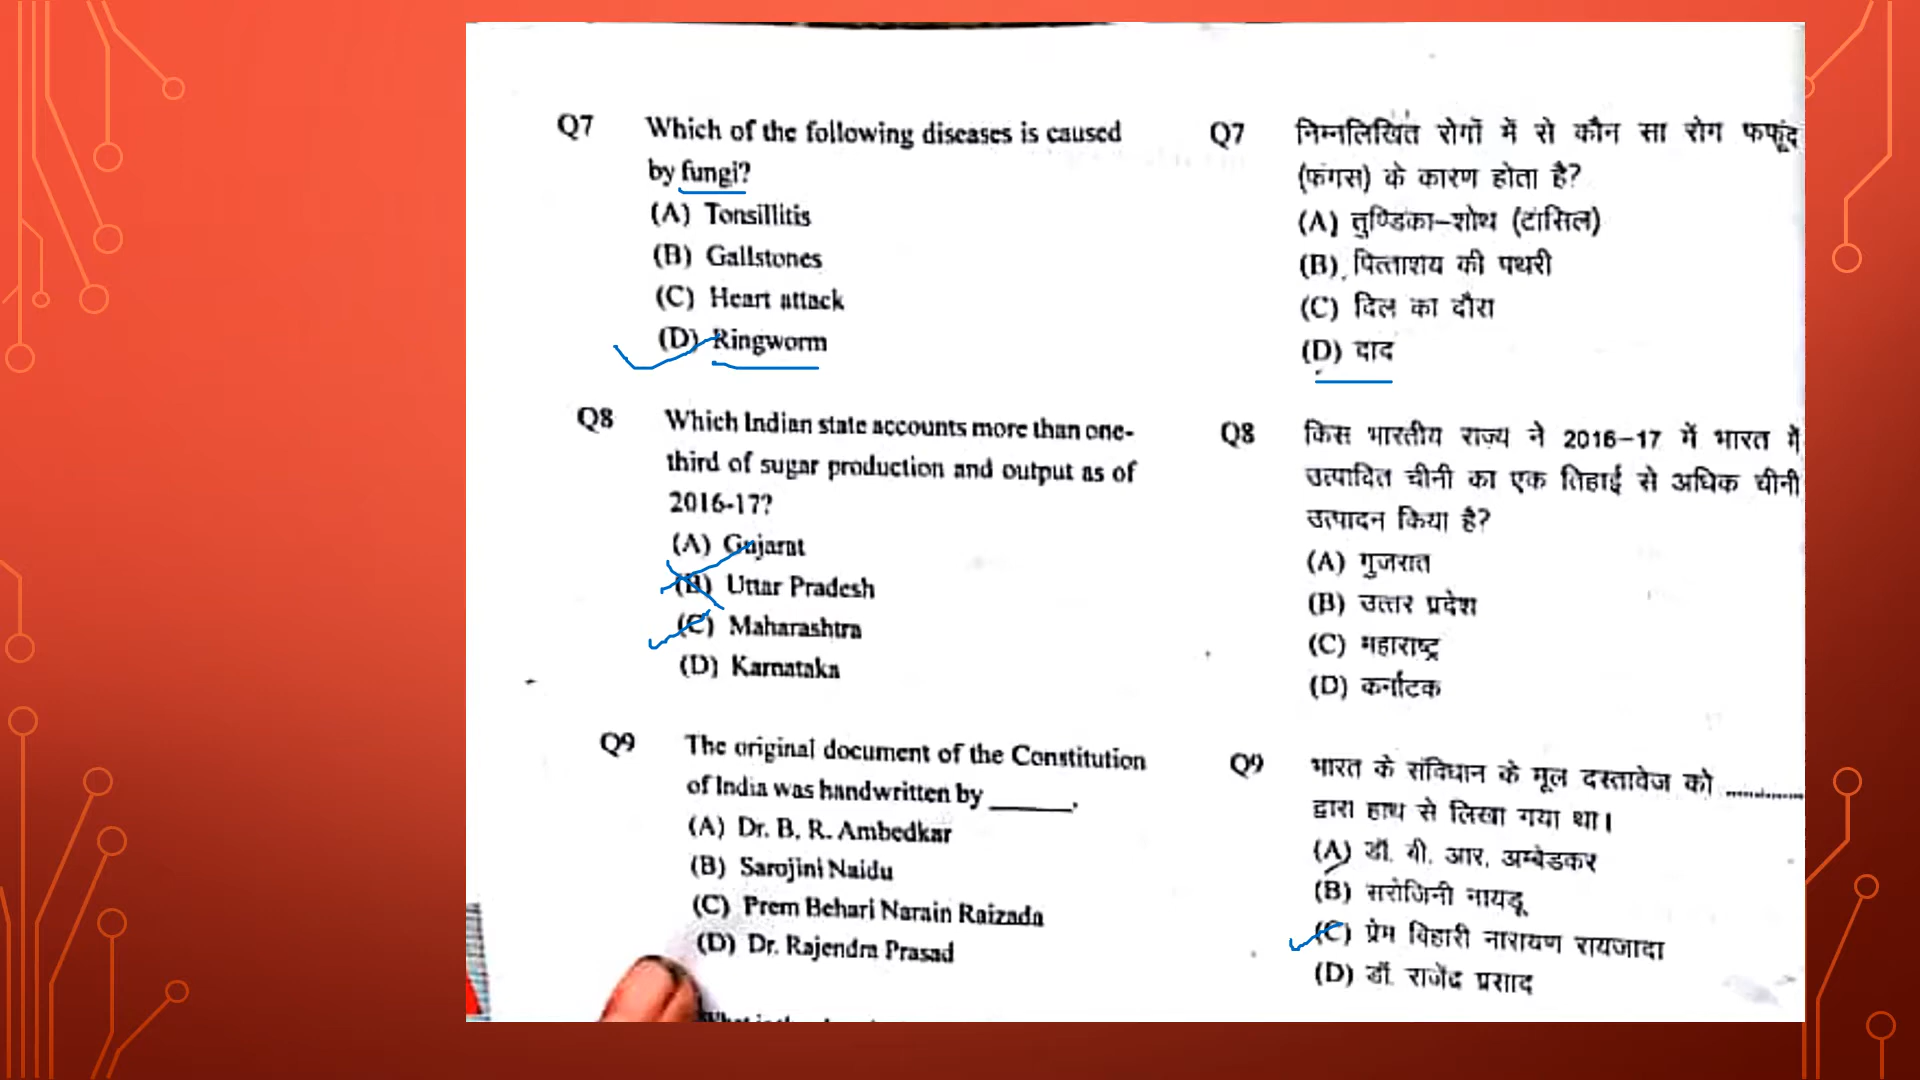 Q7 Which of the following diseases is caused
by fungi?
(A) Tonsillitis
(B) Gallstones
(C) Heart attack
(D) Ringworm
Q8 Which Indian state accounts more than one-
third of sugar production and output as of
2016-17?
(A) Gujarat
(B) Uttar Pradesh
(C) Maharashtra
(D) Karnataka
Q9 The original document of the Constitution
of India was handwritten by ______.
(A) Dr. B. R. Ambedkar
(B) Sarojini Naidu
(C) Prem Behari Narain Raizada
(D) Dr. Rajendra Prasad
Q7 निम्नलिखित रोगों में से कौन सा रोग फफूंद
(फंगस) के कारण होता है?
(A) तुण्डिका–शोथ (टांसिल)
(B) पित्ताशय की पथरी
(C) दिल का दौरा
(D) दाद
Q8 किस भारतीय राज्य ने 2016–17 में भारत में
उत्पादित चीनी का एक तिहाई से अधिक चीनी
उत्पादन किया है?
(A) गुजरात
(B) उत्तर प्रदेश
(C) महाराष्ट्र
(D) कर्नाटक
Q9 भारत के संविधान के मूल दस्तावेज को ..............
द्वारा हाथ से लिखा गया था।
(A) डॉ. बी. आर. अम्बेडकर
(B) सरोजिनी नायडू
(C) प्रेम विहारी नारायण रायजादा
(D) डॉ. राजेंद्र प्रसाद